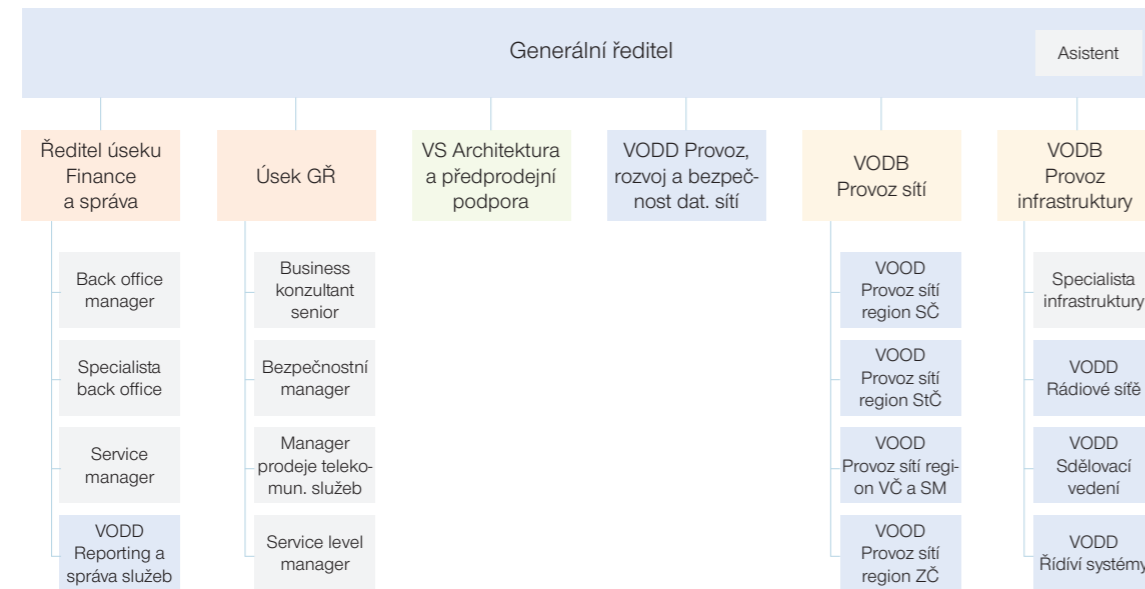 Generální ředitel
Asistent
Ředitel úseku
Finance
a správa
Úsek GŘ
VS Architektura
a předprodejní
podpora
VODD Provoz,
rozvoj a bezpeč-
nost dat. sítí
VODB
Provoz sítí
VODB
Provoz
infrastruktury
Back office
manager
Specialista
back office
Service
manager
VODD
Reporting a
správa služeb
Business
konzultant
senior
Bezpečnostní
manager
Manager
prodeje teleko-
mun. služeb
Service level
manager
VOOD
Provoz sítí
region SČ
VOOD
Provoz sítí
region StČ
VOOD
Provoz sítí regi-
on VČ a SM
VOOD
Provoz sítí
region ZČ
Specialista
infrastruktury
VODD
Rádiové síťě
VODD
Sdělovací
vedení
VODD
Řídíví systémy